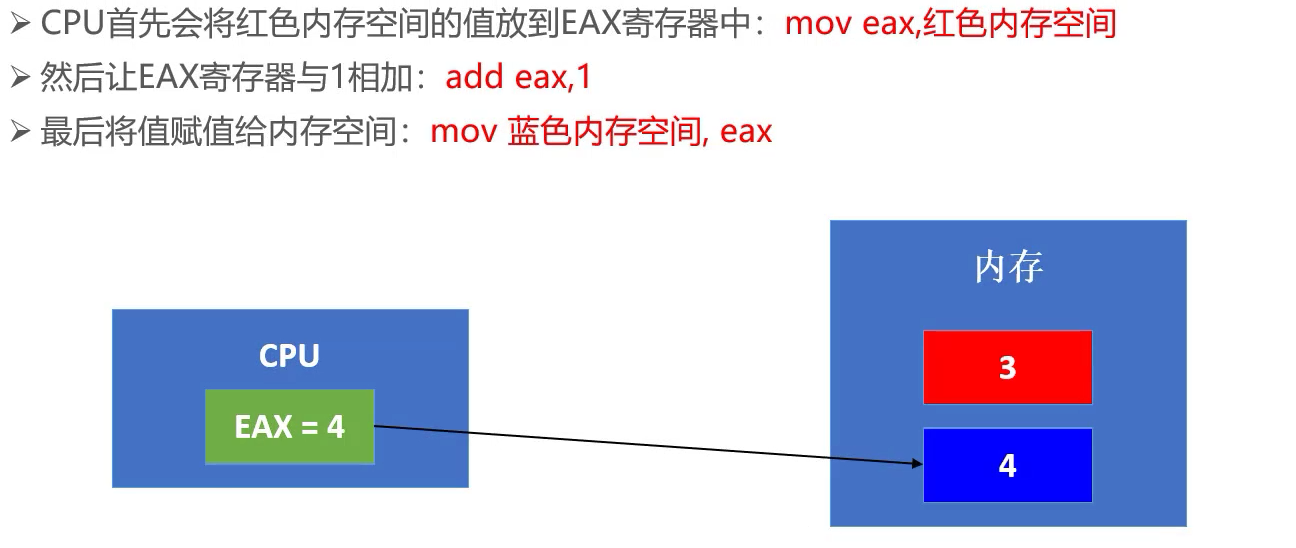 ➢ CPU首先会将红色内存空间的值放到EAX寄存器中：mov eax,红色内存空间
➢ 然后让EAX寄存器与1相加：add eax,1
➢ 最后将值赋值给内存空间：mov 蓝色内存空间, eax
内存
CPU
3
EAX = 4
4